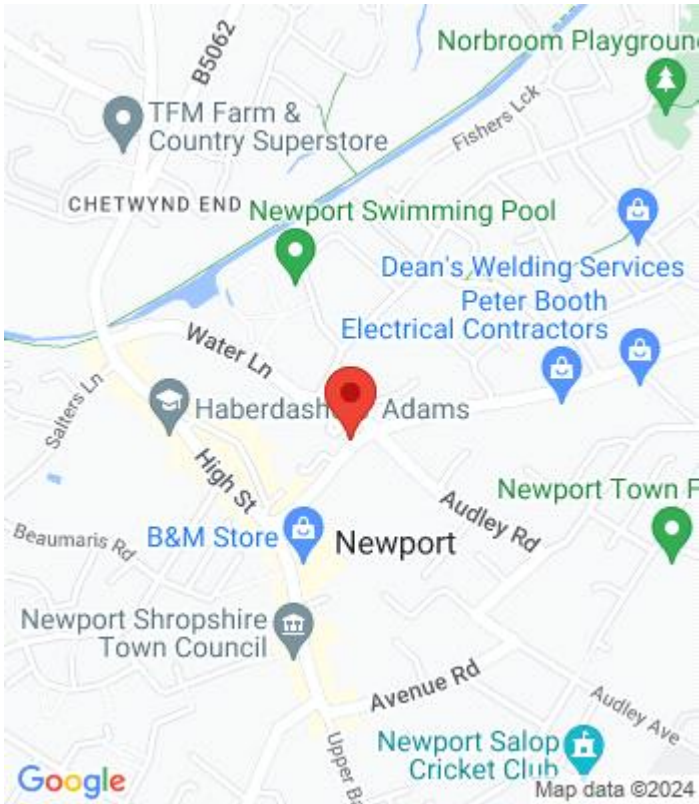 B5062
Norbroom Playground
TFM Farm &
Country Superstore
Fishers Lck
CHETWYND END
Newport Swimming Pool
Dean's Welding Services
Peter Booth
Electrical Contractors
Water Ln
Salters Ln
Adams
High St
Newport Town F
Audley Rd
B&M Store
Newport
Beaumaris Rd
Newport Shropshire
Town Council
Avenue Rd
Audley Ave
Upper Ba
Newport Salop
Cricket Club
Google
Map data ©2024